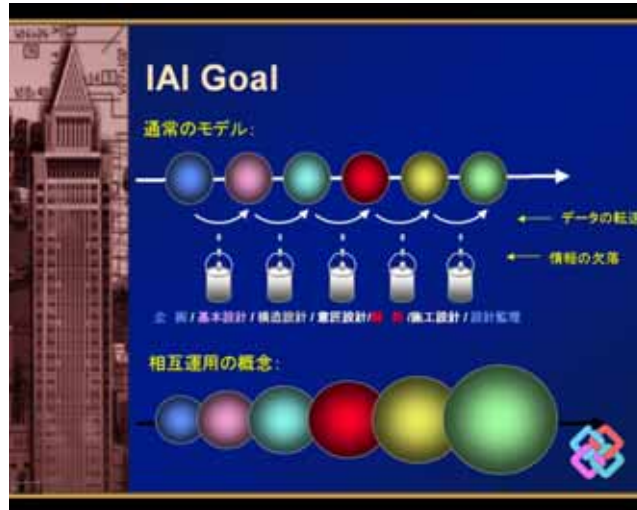 IAI Goal
通常のモデル:
データの転送
情報の欠落
企 画 / 基本設計 / 構造設計 / 意匠設計/ /施工設計 / 設計監理
相互運用の概念: